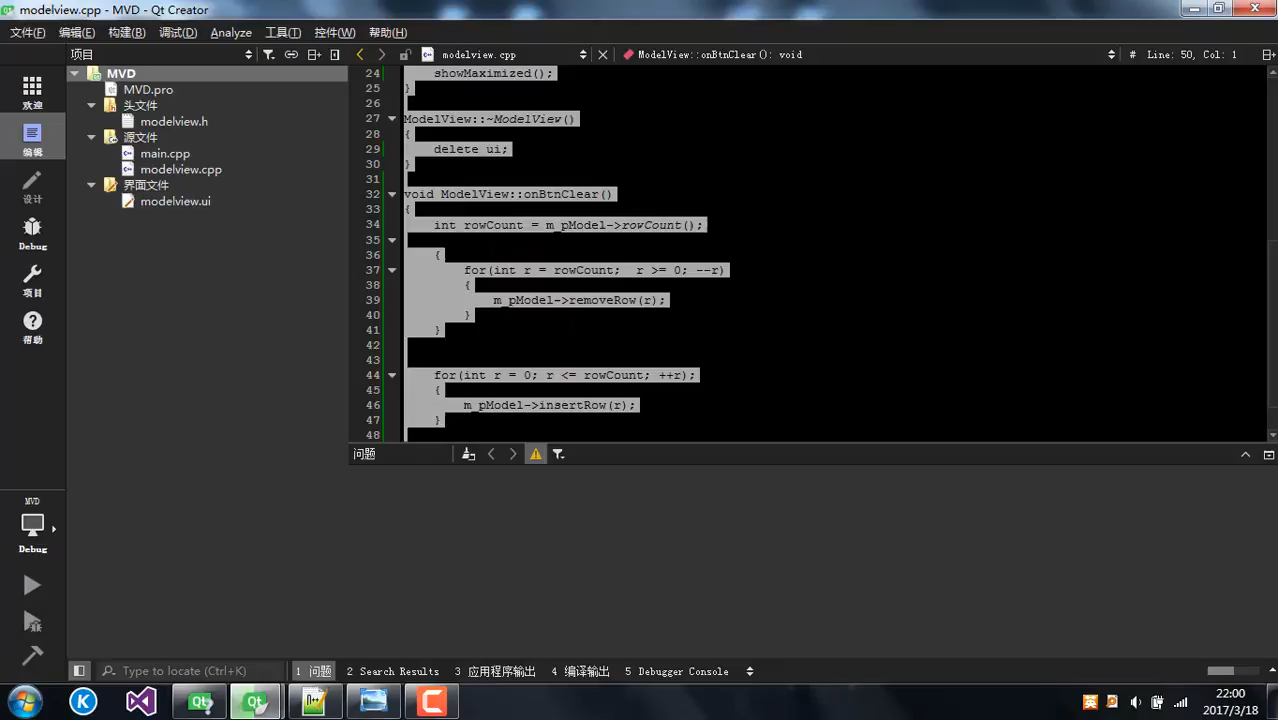 modelview.cpp - MVD - Qt Creator
文件(F) 编辑(E) 构建(B) 调试(D) Analyze 工具(T) 控件(W) 帮助(H)
项目 modelview.cpp ModelView::onBtnClear(): void # Line: 50, Col: 1
欢迎
编辑
设计
Debug
项目
帮助
MVD
Debug
MVD
MVD.pro
头文件
modelview.h
源文件
main.cpp
modelview.cpp
界面文件
modelview.ui
24 showMaximized();
25 }
26
27 ModelView::~ModelView()
28 {
29 delete ui;
30 }
31
32 void ModelView::onBtnClear()
33 {
34 int rowCount = m_pModel->rowCount();
35
36 {
37 for(int r = rowCount;  r >= 0; --r)
38 {
39 m_pModel->removeRow(r);
40 }
41 }
42
43
44 for(int r = 0; r <= rowCount; ++r);
45 {
46 m_pModel->insertRow(r);
47 }
48
问题
Type to locate (Ctrl+K) 1 问题 2 Search Results 3 应用程序输出 4 编译输出 5 Debugger Console
22:00
2017/3/18